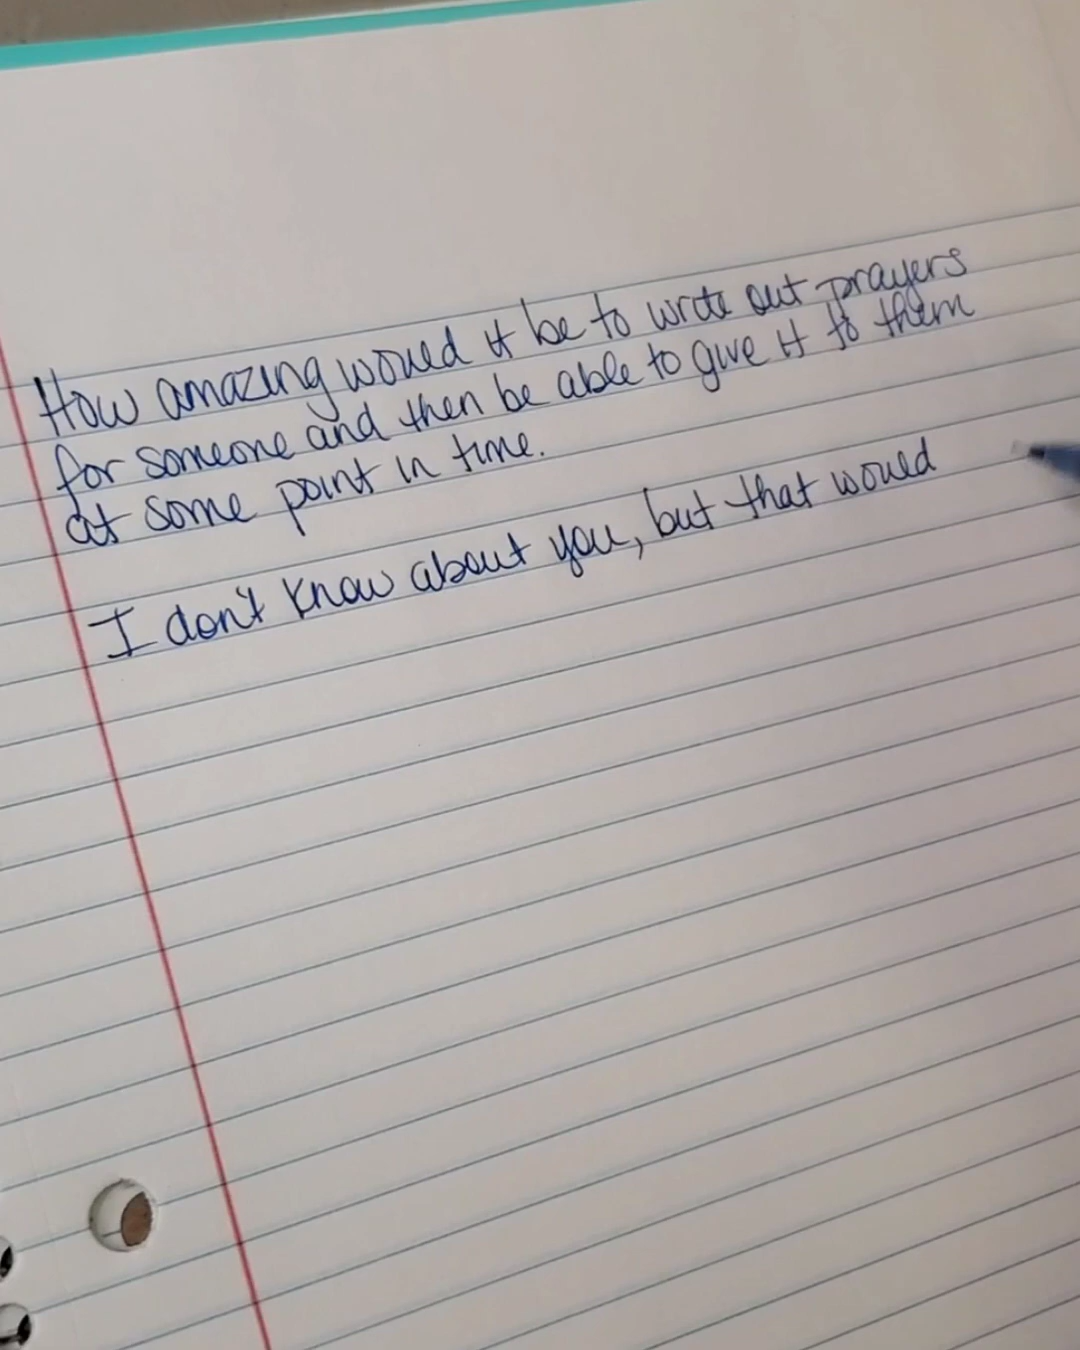 How amazing would it be to write out prayers
for someone and then be able to give it to them
at some point in time.
I don't know about you, but that would